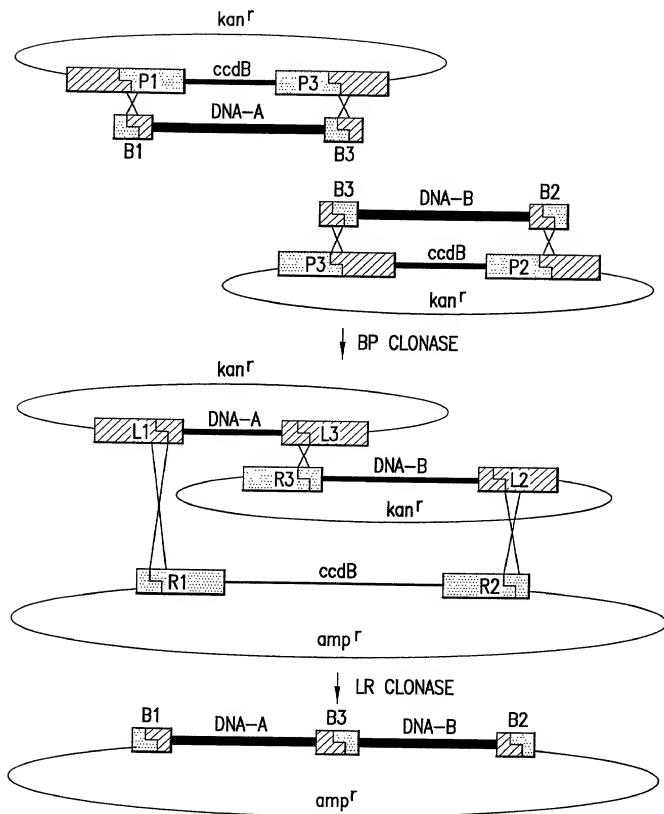 kanr
P1 ccdB P3
DNA-A
B1 B3
B3 DNA-B B2
P3 ccdB P2
kanr
BP CLONASE
kanr
L1 DNA-A L3
R3 DNA-B L2
kanr
R1 ccdB R2
ampr
LR CLONASE
B1 DNA-A B3 DNA-B B2
ampr